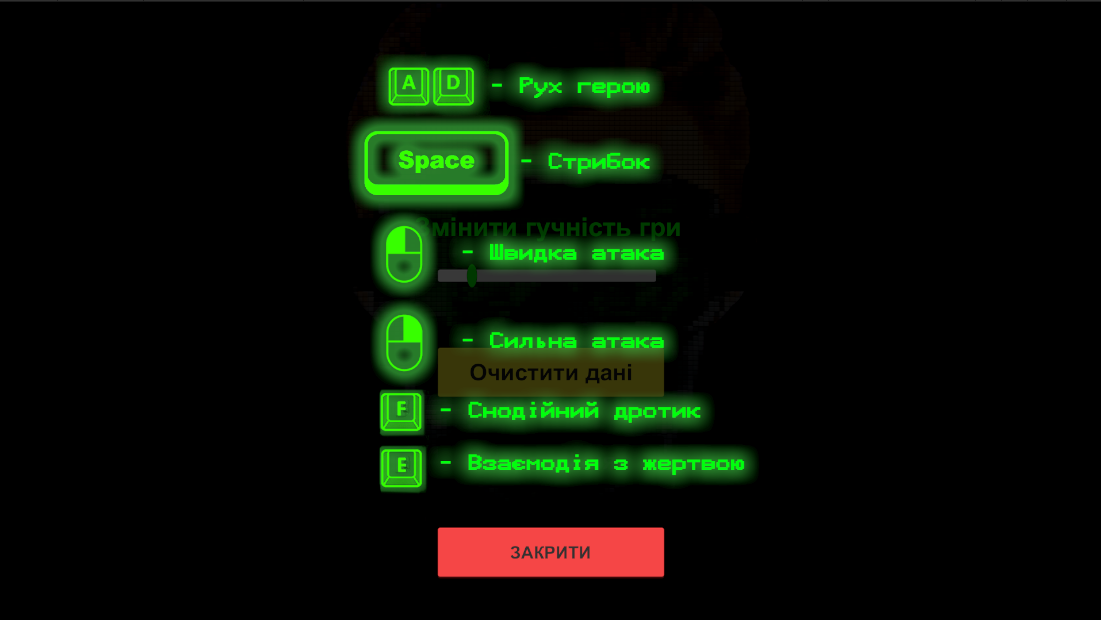 A D - Рух герою
Space - Стрибок
Змінити гучність гри
- Швидка атака
- Сильна атака
Очистити дані
F - Снодійний дротик
E - Взаємодія з жертвою
ЗАКРИТИ